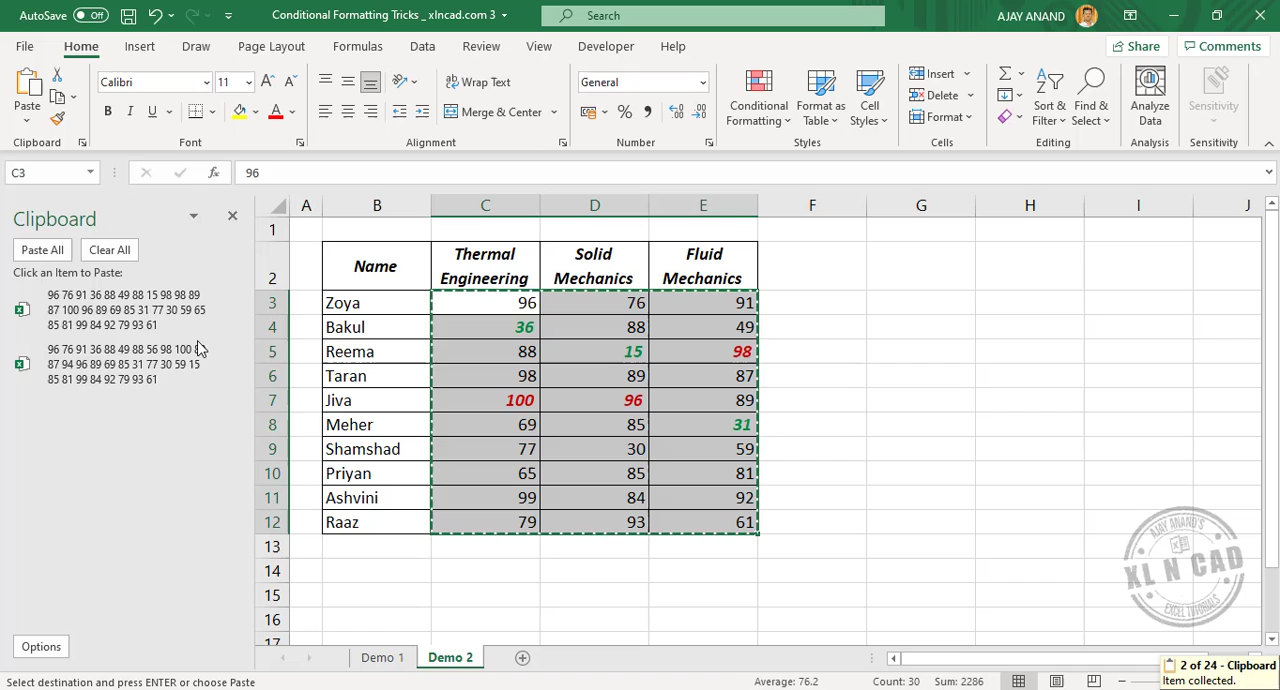 AutoSave Off
Conditional Formatting Tricks _ xlncad.com 3
Search
AJAY ANAND
File Home Insert Draw Page Layout Formulas Data Review View Developer Help
Share Comments
Paste
Calibri 11
B I U
Wrap Text
Merge & Center
General
Conditional Formatting
Format as Table
Cell Styles
Insert
Delete
Format
Sort & Filter
Find & Select
Analyze Data
Sensitivity
Clipboard Font Alignment Number Styles Cells Editing Analysis Sensitivity
C3 fx 96
Clipboard
Paste All Clear All
Click an Item to Paste:
96 76 91 36 88 49 88 15 98 98 89
87 100 96 89 69 85 31 77 30 59 65
85 81 99 84 92 79 93 61
96 76 91 36 88 49 88 56 98 100
87 94 96 89 69 85 31 77 30 59 15
85 81 99 84 92 79 93 61
Options
A B C D E F G H I J
1
2 Name Thermal Engineering Solid Mechanics Fluid Mechanics
3 Zoya 96 76 91
4 Bakul 36 88 49
5 Reema 88 15 98
6 Taran 98 89 87
7 Jiva 100 96 89
8 Meher 69 85 31
9 Shamshad 77 30 59
10 Priyan 65 85 81
11 Ashvini 99 84 92
12 Raaz 79 93 61
13
14
15
16
17
AJAY ANAND'S
XL N CAD
EXCEL TUTORIALS
Demo 1 Demo 2
Select destination and press ENTER or choose Paste
Average: 76.2 Count: 30 Sum: 2286
2 of 24 - Clipboard
Item collected.